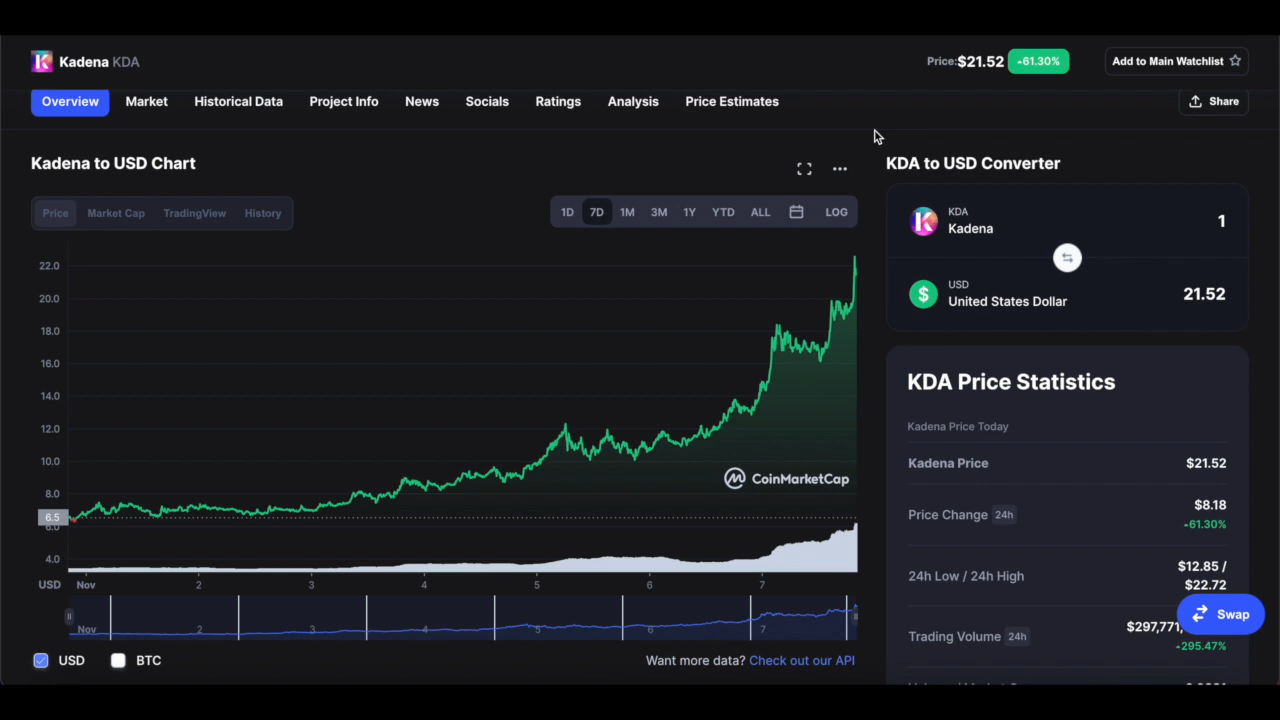 Kadena KDA
Price:$21.52 61.30%
Add to Main Watchlist
Overview Market Historical Data Project Info News Socials Ratings Analysis Price Estimates
Share
Kadena to USD Chart
Price Market Cap TradingView History
1D 7D 1M 3M 1Y YTD ALL LOG
22.0
20.0
18.0
16.0
14.0
12.0
10.0
8.0
6.5
6.0
4.0
CoinMarketCap
USD Nov 2 3 4 5 6 7
Nov 2 3 4 5 6 7
USD BTC
Want more data? Check out our API
KDA to USD Converter
KDA
Kadena 1
USD
United States Dollar 21.52
KDA Price Statistics
Kadena Price Today
Kadena Price $21.52
Price Change 24h $8.18
61.30%
24h Low / 24h High $12.85 /
$22.72
Swap
Trading Volume 24h $297,771,
295.47%